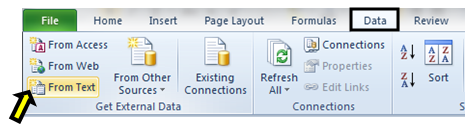 File Home Insert Page Layout Formulas Data Review
From Access
From Web
From Text
From Other
Sources
Existing
Connections
Get External Data
Refresh
All
Connections
Properties
Edit Links
Connections
A
Z
Z
A
A Z
Z A
Sort
S